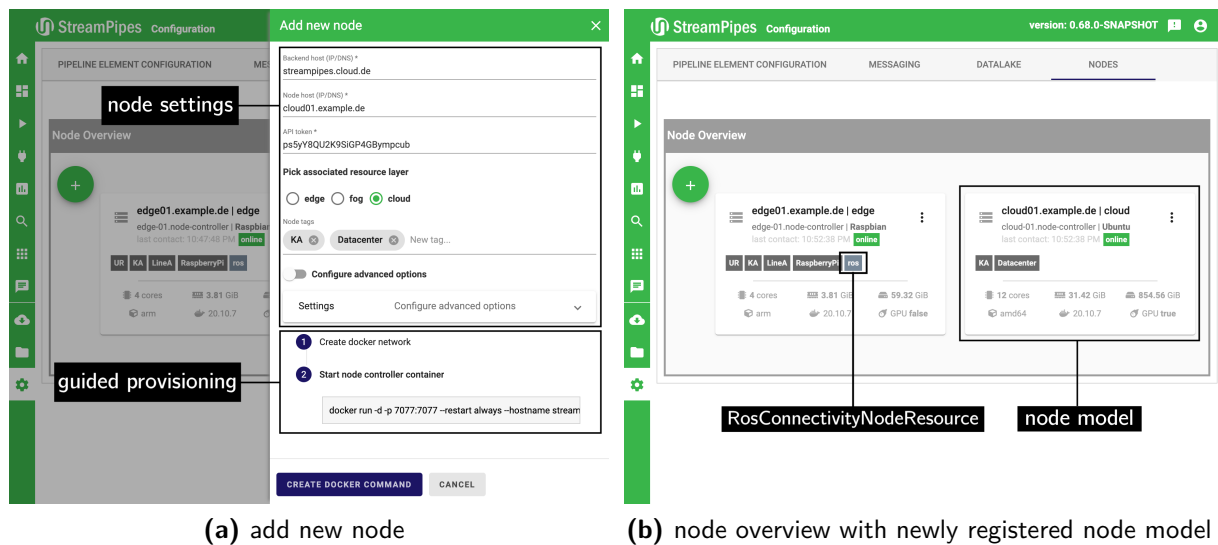 StreamPipes Configuration
PIPELINE ELEMENT CONFIGURATION
node settings
Node Overview
+
edge01.example.de | edge
edge-01.node-controller | Raspbian
last contact: 10:47:46 PM online
UR KA LineA RaspberryPi ros
4 cores 3.81 GiB
arm 20.10.7
guided provisioning
Add new node ×
Backend host (IP/DNS) *
streampipes.cloud.de
Node host (IP/DNS) *
cloud01.example.de
API token *
ps5yY8QU2K9SiGP4GBympcub
Pick associated resource layer
edge fog cloud
Node tags
KA Datacenter New tag...
Configure advanced options
Settings Configure advanced options
1 Create docker network
2 Start node controller container
docker run -d -p 7077:7077 --restart always --hostname stream
CREATE DOCKER COMMAND CANCEL
(a) add new node
StreamPipes Configuration version: 0.68.0-SNAPSHOT
PIPELINE ELEMENT CONFIGURATION MESSAGING DATALAKE NODES
Node Overview
+
edge01.example.de | edge
edge-01.node-controller | Raspbian
last contact: 10:52:38 PM online
UR KA LineA RaspberryPi ros
4 cores 3.81 GiB 59.32 GiB
arm 20.10.7 GPU false
cloud01.example.de | cloud
cloud-01.node-controller | Ubuntu
last contact: 10:52:38 PM online
KA Datacenter
12 cores 31.42 GiB 854.56 GiB
amd64 20.10.7 GPU true
RosConnectivityNodeResource
node model
(b) node overview with newly registered node model